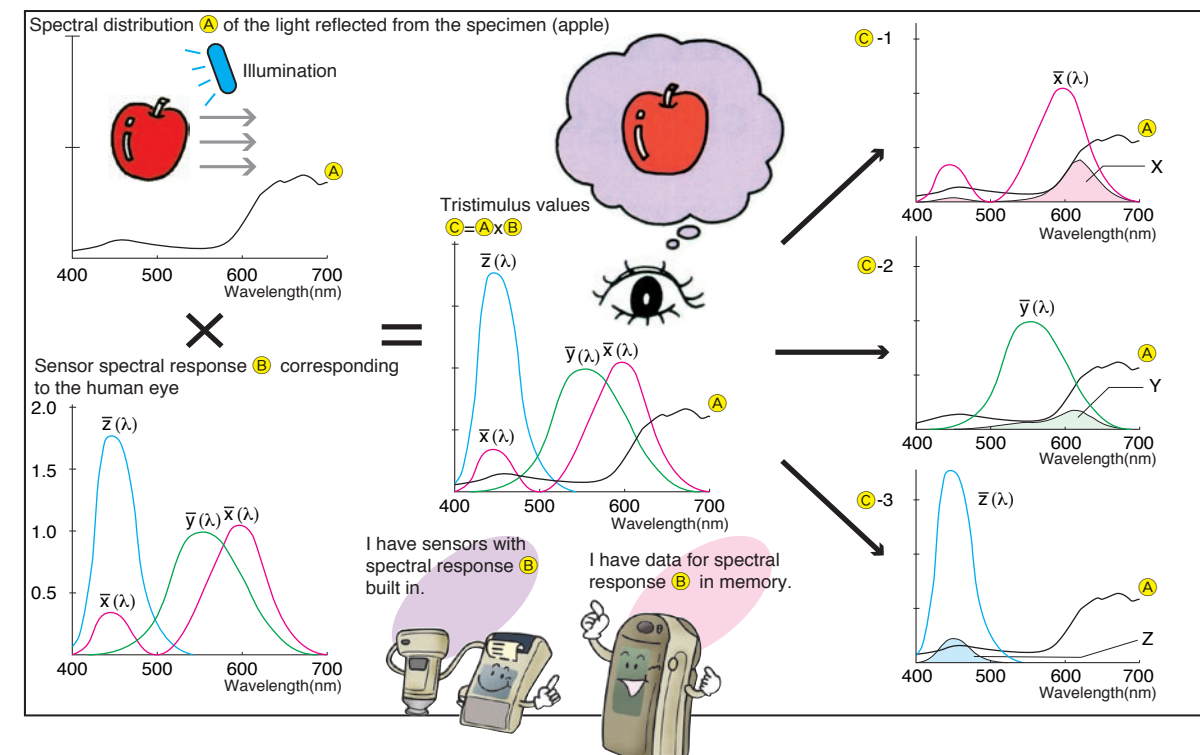 Spectral distribution Ⓐ of the light reflected from the specimen (apple)
Illumination
Ⓐ
400 500 600 700
Wavelength(nm)
×
Sensor spectral response Ⓑ corresponding
to the human eye
2.0
1.5
1.0
0.5
z̅(λ)
y̅(λ) x̅(λ)
x̅(λ)
400 500 600 700
Wavelength(nm)
=
Tristimulus values
Ⓒ=ⒶxⒷ
z̅(λ)
y̅(λ) x̅(λ)
x̅(λ)
Ⓐ
400 500 600 700
Wavelength(nm)
I have sensors with
spectral response Ⓑ
built in.
I have data for spectral
response Ⓑ in memory.
Ⓒ-1
x̅(λ)
Ⓐ
X
400 500 600 700
Wavelength(nm)
Ⓒ-2
y̅(λ)
Ⓐ
Y
400 500 600 700
Wavelength(nm)
Ⓒ-3
z̅(λ)
Ⓐ
Z
400 500 600 700
Wavelength(nm)